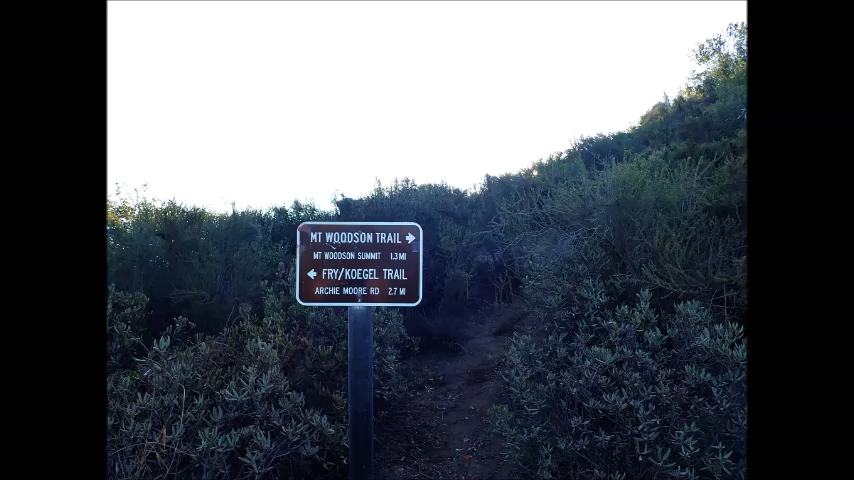 MT WOODSON TRAIL →
MT WOODSON SUMMIT 1.3 MI
← FRY/KOEGEL TRAIL
ARCHIE MOORE RD 2.7 MI